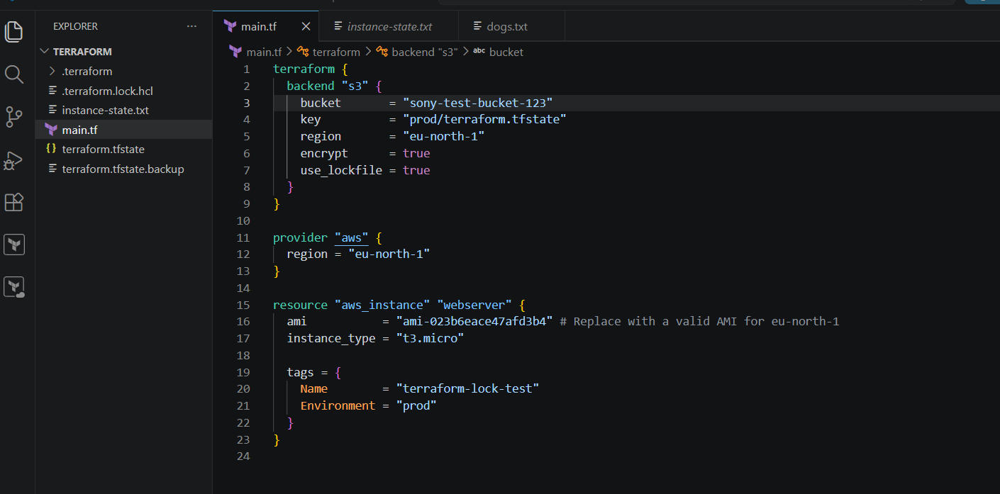 EXPLORER ...
TERRAFORM
.terraform
.terraform.lock.hcl
instance-state.txt
main.tf
terraform.tfstate
terraform.tfstate.backup
main.tf
instance-state.txt
dogs.txt
main.tf > terraform > backend "s3" > abc bucket
1 terraform {
2 backend "s3" {
3 bucket = "sony-test-bucket-123"
4 key = "prod/terraform.tfstate"
5 region = "eu-north-1"
6 encrypt = true
7 use_lockfile = true
8 }
9 }
10
11 provider "aws" {
12 region = "eu-north-1"
13 }
14
15 resource "aws_instance" "webserver" {
16 ami = "ami-023b6eace47afd3b4" # Replace with a valid AMI for eu-north-1
17 instance_type = "t3.micro"
18
19 tags = {
20 Name = "terraform-lock-test"
21 Environment = "prod"
22 }
23 }
24